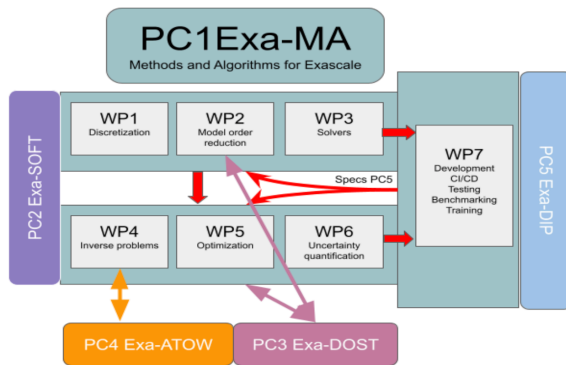 PC1Exa-MA
Methods and Algorithms for Exascale
PC2 Exa-SOFT
WP1
Discretization
WP2
Model order
reduction
WP3
Solvers
Specs PC5
WP7
Development
CI/CD
Testing
Benchmarking
Training
PC5 Exa-DIP
WP4
Inverse problems
WP5
Optimization
WP6
Uncertainty
quantification
PC4 Exa-ATOW
PC3 Exa-DOST